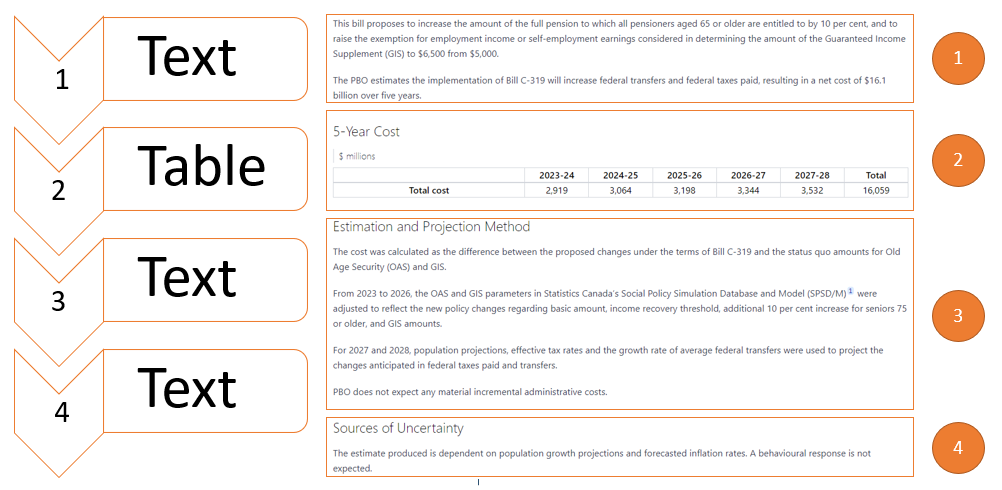 1
Text
2
Table
3
Text
4
Text
This bill proposes to increase the amount of the full pension to which all pensioners aged 65 or older are entitled to by 10 per cent, and to
raise the exemption for employment income or self-employment earnings considered in determining the amount of the Guaranteed Income
Supplement (GIS) to $6,500 from $5,000.
The PBO estimates the implementation of Bill C-319 will increase federal transfers and federal taxes paid, resulting in a net cost of $16.1
billion over five years.
1
5-Year Cost
$ millions
2023-24 2024-25 2025-26 2026-27 2027-28 Total
Total cost 2,919 3,064 3,198 3,344 3,532 16,059
2
Estimation and Projection Method
The cost was calculated as the difference between the proposed changes under the terms of Bill C-319 and the status quo amounts for Old
Age Security (OAS) and GIS.
From 2023 to 2026, the OAS and GIS parameters in Statistics Canada's Social Policy Simulation Database and Model (SPSD/M)1 were
adjusted to reflect the new policy changes regarding basic amount, income recovery threshold, additional 10 per cent increase for seniors 75
or older, and GIS amounts.
For 2027 and 2028, population projections, effective tax rates and the growth rate of average federal transfers were used to project the
changes anticipated in federal taxes paid and transfers.
PBO does not expect any material incremental administrative costs.
3
Sources of Uncertainty
The estimate produced is dependent on population growth projections and forecasted inflation rates. A behavioural response is not
expected.
4